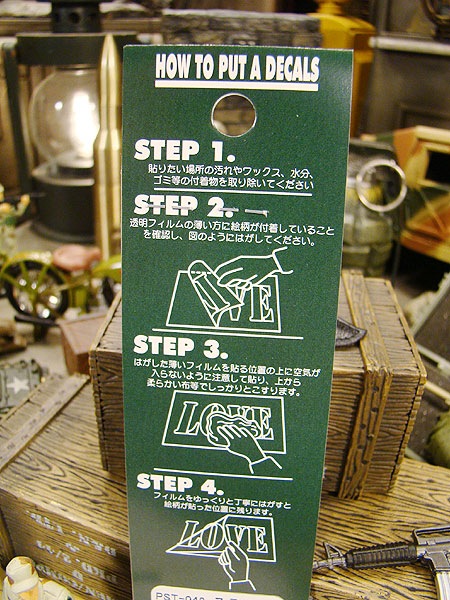 HOW TO PUT A DECALS
STEP 1.
貼りたい場所の汚れやワックス、水分、
ゴミ等の付着物を取り除いてください
STEP 2.
透明フィルムの薄い方に絵柄が付着していること
を確認し、図のようにはがしてください。
VE
STEP 3.
はがした薄いフィルムを貼る位置の上に空気が
入らないように注意して貼り、上から
柔らかい布等でしっかりとこすります。
LOVE
STEP 4.
フィルムをゆっくりと丁寧にはがすと
絵柄が貼った位置に残ります。
LOVE